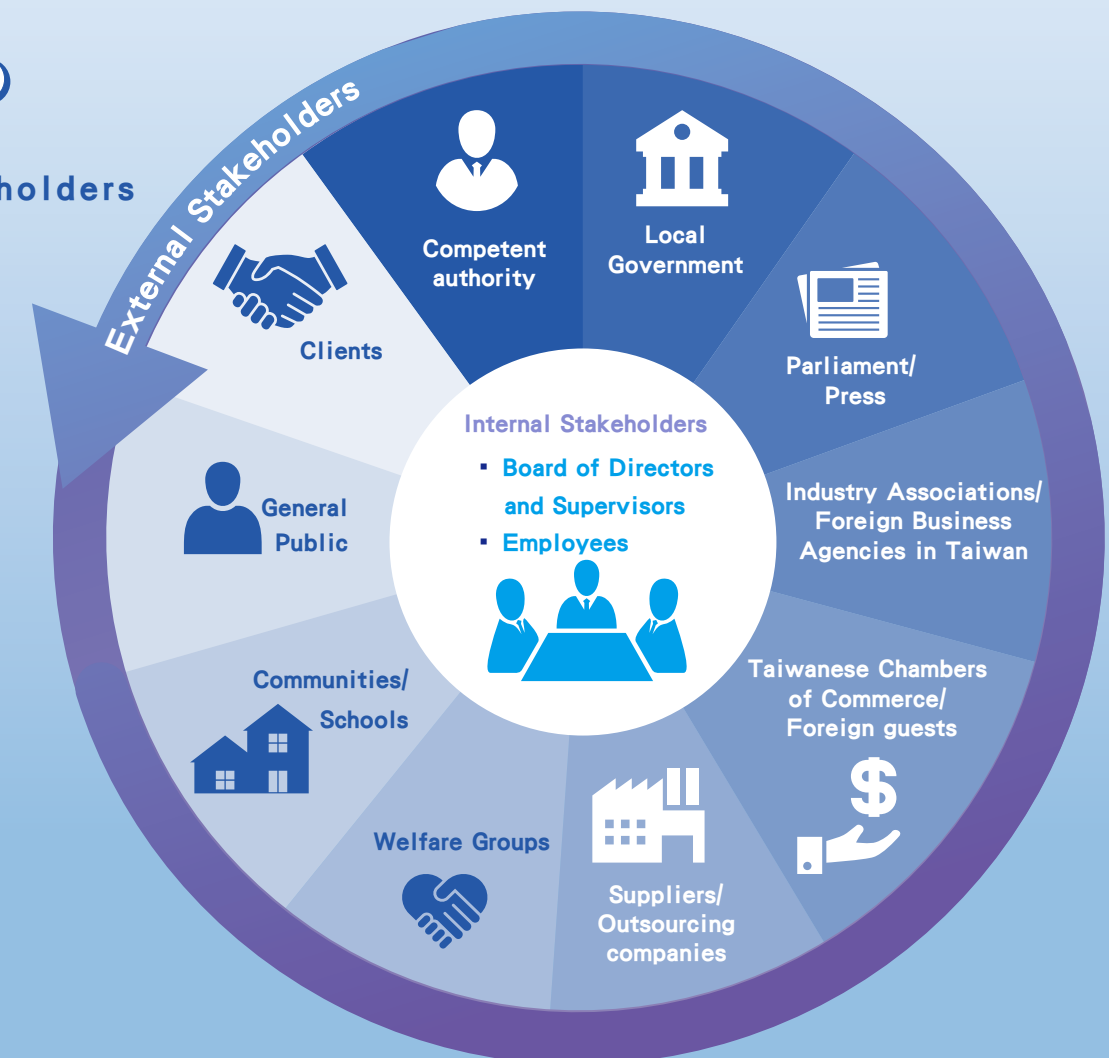 holders
External Stakeholders
Competent
authority
Local
Government
Parliament/
Press
Industry Associations/
Foreign Business
Agencies in Taiwan
Taiwanese Chambers
of Commerce/
Foreign guests
$
Suppliers/
Outsourcing
companies
Welfare Groups
Communities/
Schools
General
Public
Clients
Internal Stakeholders
▪ Board of Directors
and Supervisors
▪ Employees